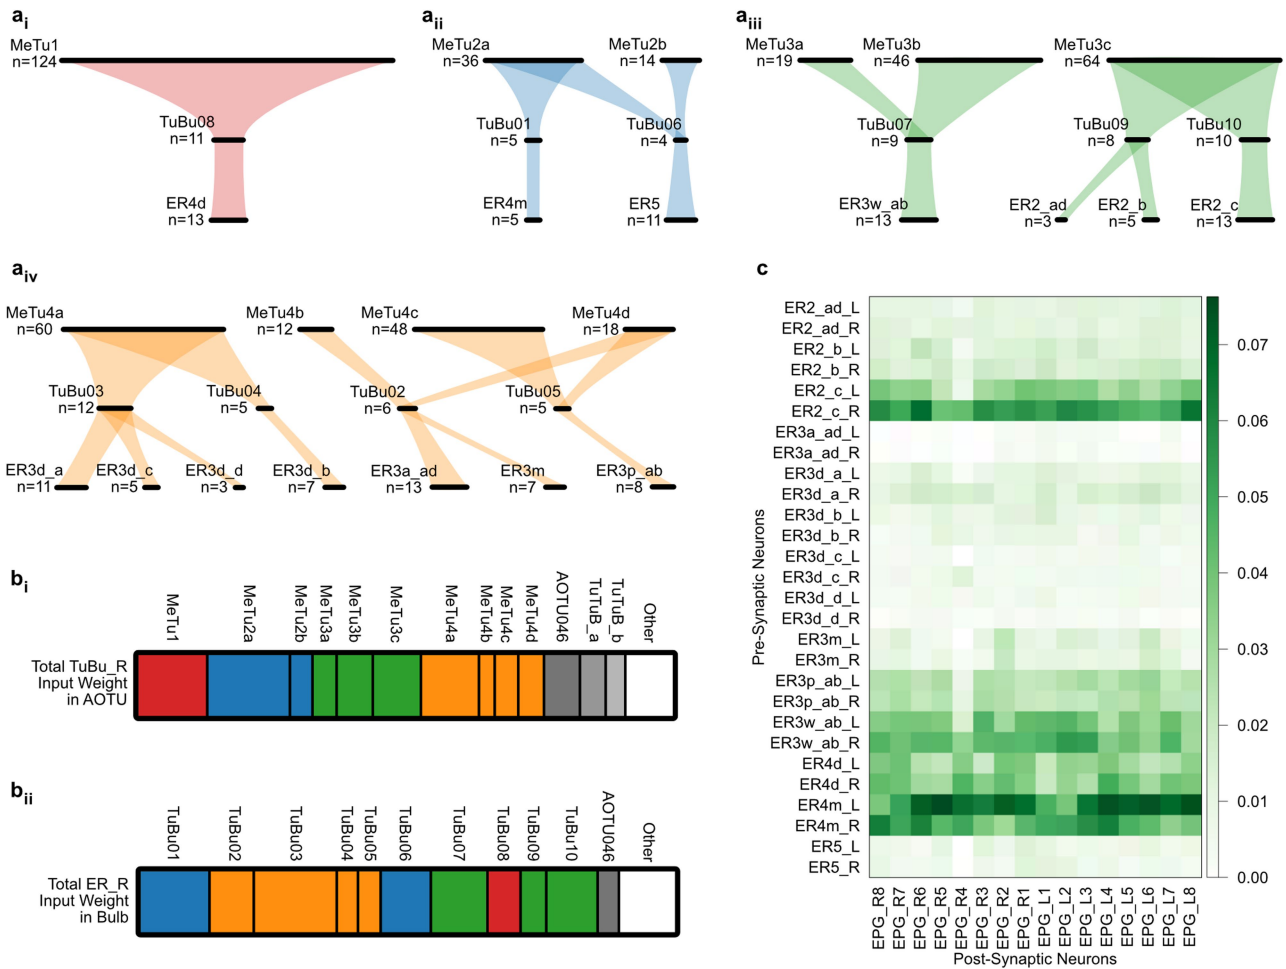 ai
MeTu1
n=124
TuBu08
n=11
ER4d
n=13
aii
MeTu2a
n=36
MeTu2b
n=14
TuBu01
n=5
TuBu06
n=4
ER4m
n=5
ER5
n=11
aiii
MeTu3a
n=19
MeTu3b
n=46
MeTu3c
n=64
TuBu07
n=9
TuBu09
n=8
TuBu10
n=10
ER3w_ab
n=13
ER2_ad
n=3
ER2_b
n=5
ER2_c
n=13
aiv
MeTu4a
n=60
MeTu4b
n=12
MeTu4c
n=48
MeTu4d
n=18
TuBu03
n=12
TuBu04
n=5
TuBu02
n=6
TuBu05
n=5
ER3d_a
n=11
ER3d_c
n=5
ER3d_d
n=3
ER3d_b
n=7
ER3a_ad
n=13
ER3m
n=7
ER3p_ab
n=8
bi
MeTu1
MeTu2a
MeTu2b
MeTu3a
MeTu3b
MeTu3c
MeTu4a
MeTu4b
MeTu4c
MeTu4d
AOTU046
TuTuB_a
TuTuB_b
Other
Total TuBu_R
Input Weight
in AOTU
bii
TuBu01
TuBu02
TuBu03
TuBu04
TuBu05
TuBu06
TuBu07
TuBu08
TuBu09
TuBu10
AOTU046
Other
Total ER_R
Input Weight
in Bulb
c
Pre-Synaptic Neurons
ER2_ad_L
ER2_ad_R
ER2_b_L
ER2_b_R
ER2_c_L
ER2_c_R
ER3a_ad_L
ER3a_ad_R
ER3d_a_L
ER3d_a_R
ER3d_b_L
ER3d_b_R
ER3d_c_L
ER3d_c_R
ER3d_d_L
ER3d_d_R
ER3m_L
ER3m_R
ER3p_ab_L
ER3p_ab_R
ER3w_ab_L
ER3w_ab_R
ER4d_L
ER4d_R
ER4m_L
ER4m_R
ER5_L
ER5_R
EPG_R8
EPG_R7
EPG_R6
EPG_R5
EPG_R4
EPG_R3
EPG_R2
EPG_R1
EPG_L1
EPG_L2
EPG_L3
EPG_L4
EPG_L5
EPG_L6
EPG_L7
EPG_L8
Post-Synaptic Neurons
0.07
0.06
0.05
0.04
0.03
0.02
0.01
0.00